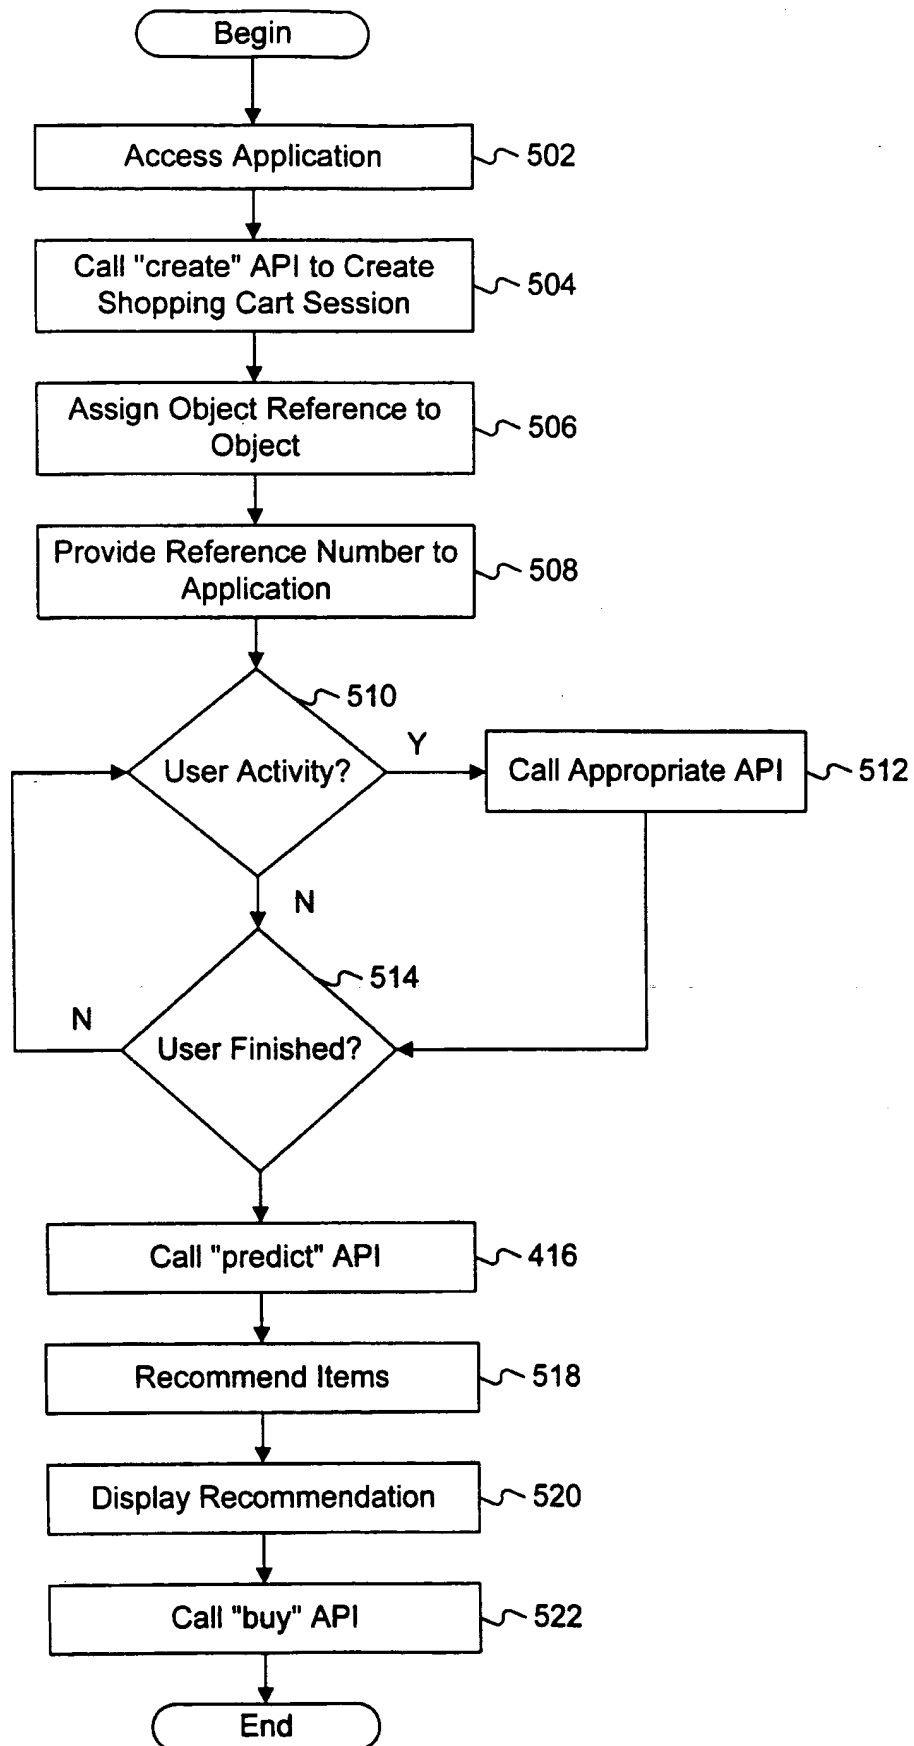 Begin
Access Application
502
Call "create" API to Create
Shopping Cart Session
504
Assign Object Reference to
Object
506
Provide Reference Number to
Application
508
510
User Activity?
Y
Call Appropriate API
512
N
514
N
User Finished?
Call "predict" API
416
Recommend Items
518
Display Recommendation
520
Call "buy" API
522
End